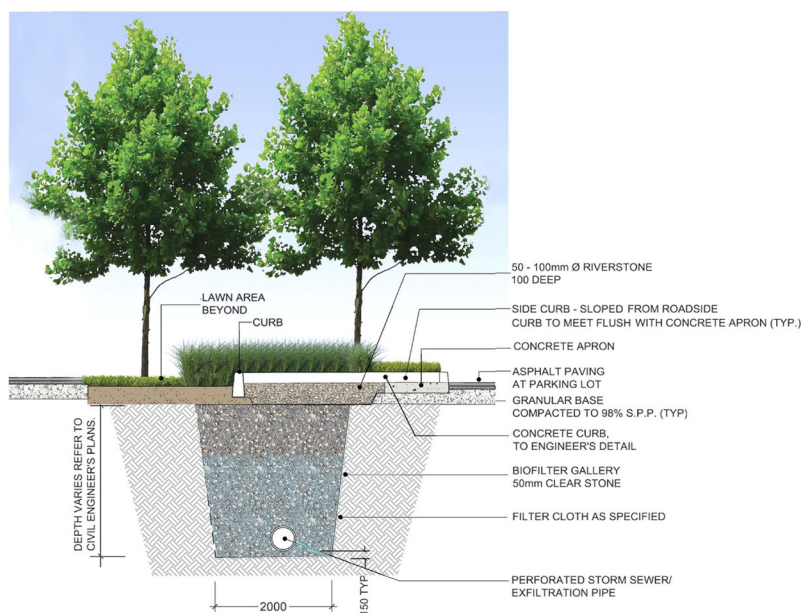 50 - 100mm Ø RIVERSTONE
100 DEEP
LAWN AREA
BEYOND
CURB
SIDE CURB - SLOPED FROM ROADSIDE
CURB TO MEET FLUSH WITH CONCRETE APRON (TYP.)
CONCRETE APRON
ASPHALT PAVING
AT PARKING LOT
GRANULAR BASE
COMPACTED TO 98% S.P.P. (TYP)
CONCRETE CURB,
TO ENGINEER'S DETAIL
BIOFILTER GALLERY
50mm CLEAR STONE
FILTER CLOTH AS SPECIFIED
PERFORATED STORM SEWER/
EXFILTRATION PIPE
DEPTH VARIES REFER TO
CIVIL ENGINEER'S PLANS.
2000
150 TYP.